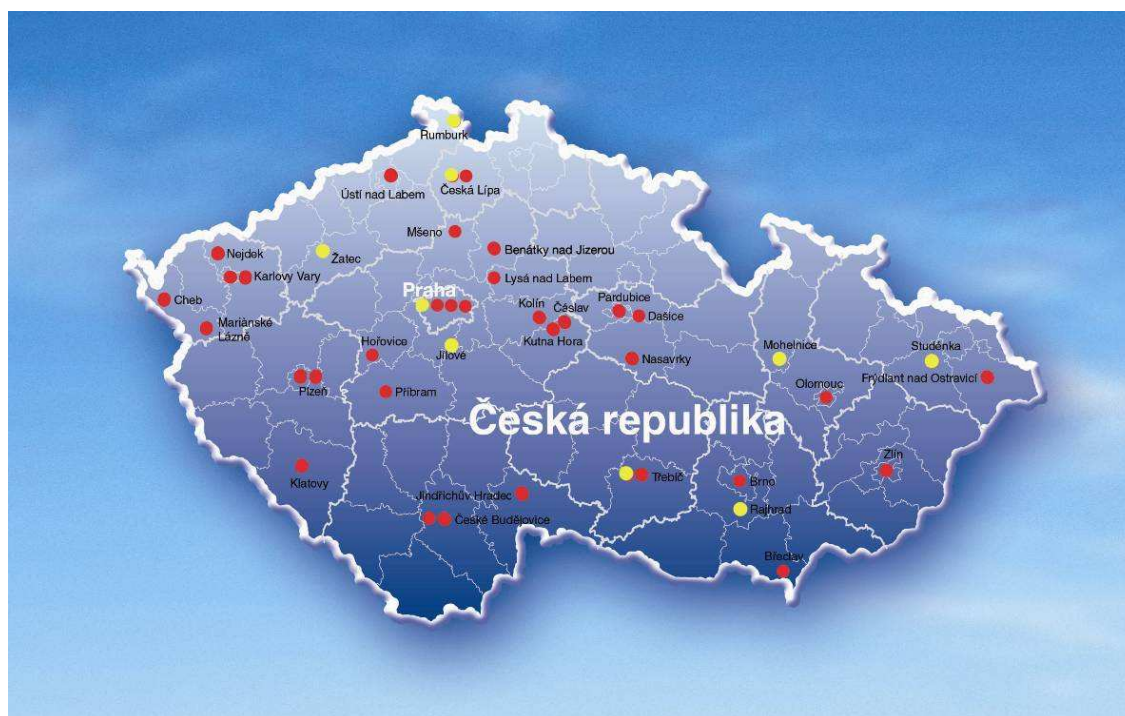 Rumburk
Ústí nad Labem
Česká Lípa
Mšeno
Benátky nad Jizerou
Nejdek
Žatec
Karlovy Vary
Lysá nad Labem
Cheb
Praha
Kolín
Čáslav
Pardubice
Dašice
Mariánské
Lázně
Kutna Hora
Hořovice
Jílové
Mohelnice
Studénka
Nasavrky
Frýdlant nad Ostravicí
Plzeň
Příbram
Olomouc
Česká republika
Zlín
Klatovy
Třebíč
Brno
Jindřichův Hradec
České Budějovice
Rajhrad
Břeclav